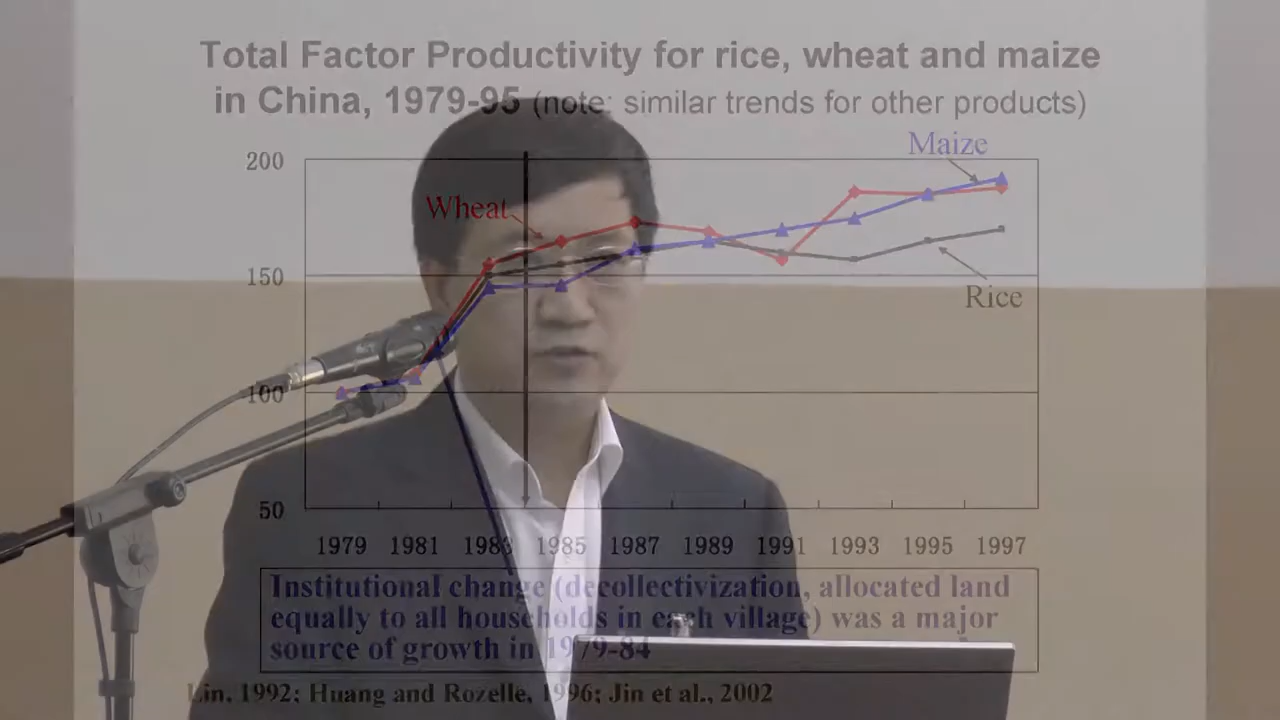 Total Factor Productivity for rice, wheat and maize
in China, 1979-95 (note: similar trends for other products)
Maize
200
Wheat
150
Rice
100
50
1979 1981 1983 1985 1987 1989 1991 1993 1995 1997
Institutional change (decollectivization, allocated land
equally to all households in each village) was a major
source of growth in 1979-84
Lin, 1992; Huang and Rozelle, 1996; Jin et al., 2002